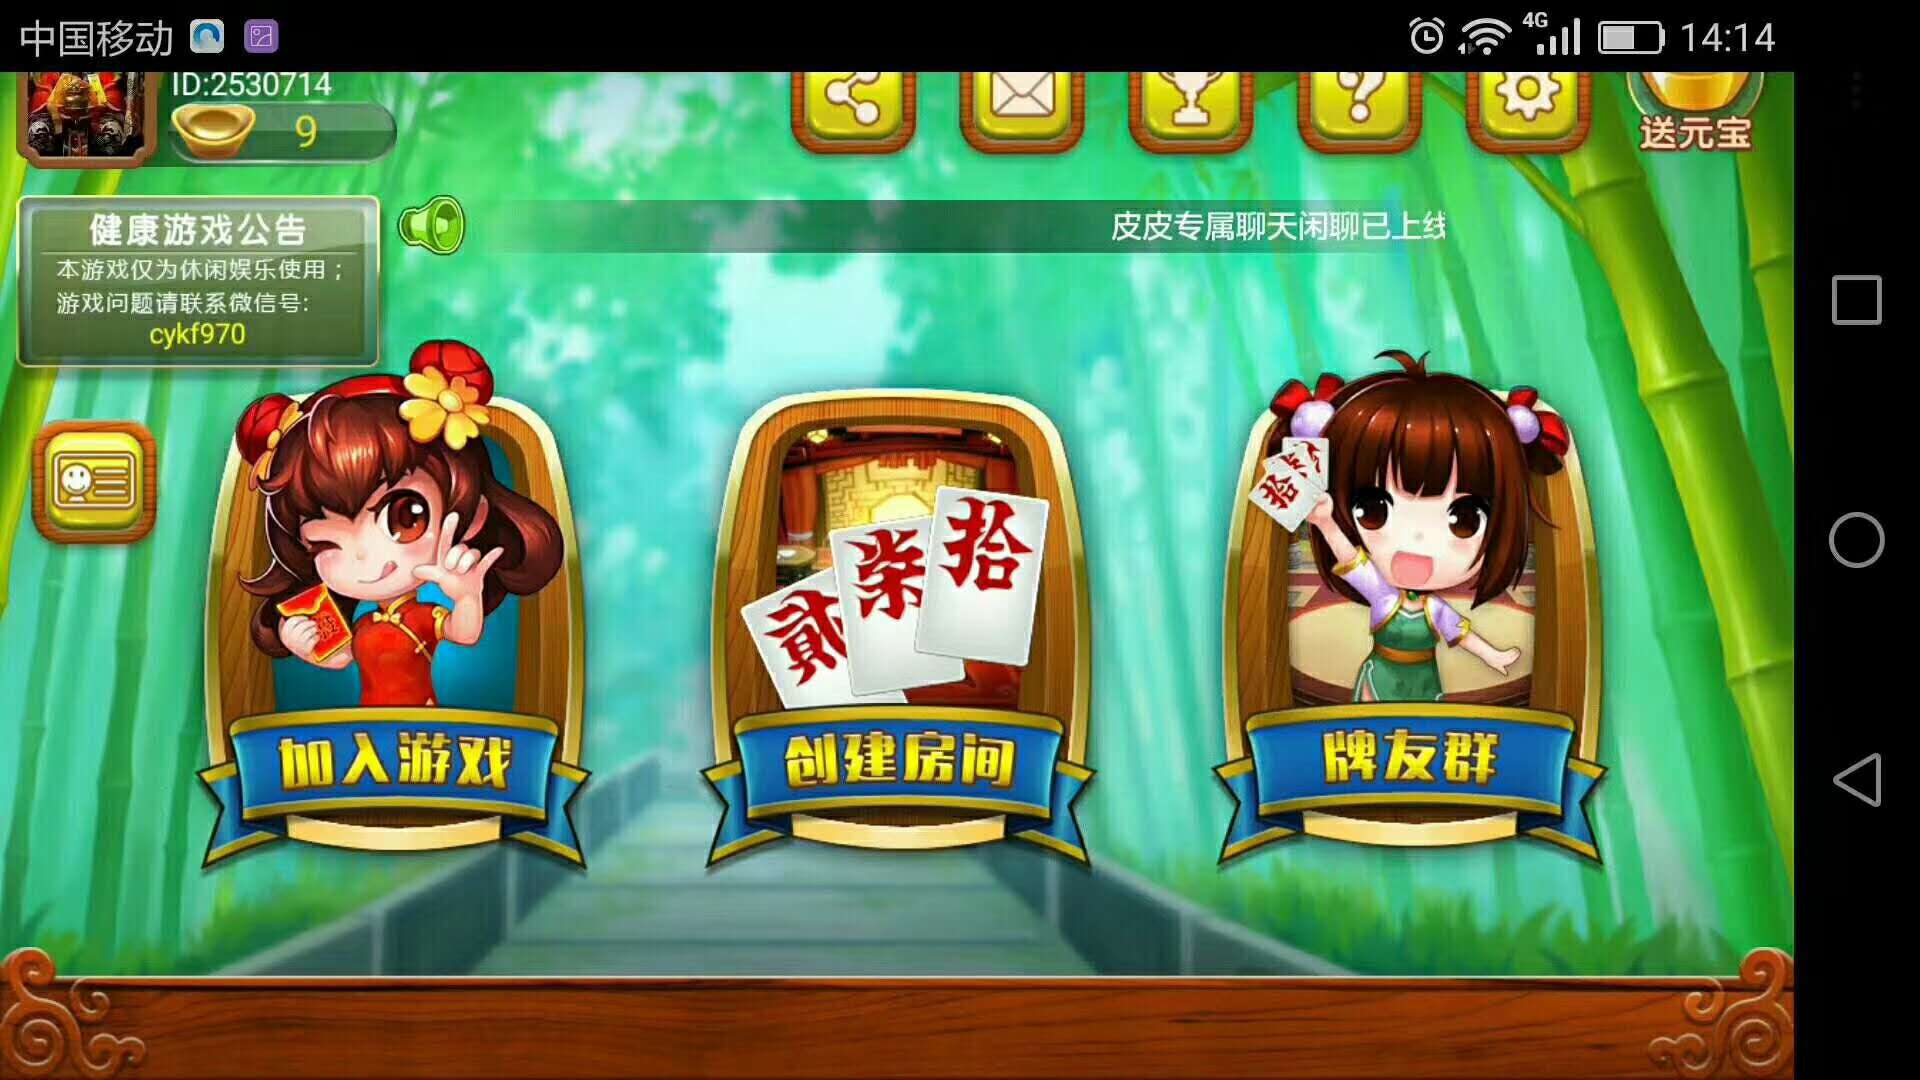 中国移动
4G
14:14
ID:2530714
9
送元宝
健康游戏公告
本游戏仅为休闲娱乐使用；
游戏问题请联系微信号:
cykf970
皮皮专属聊天闲聊已上线
贰
柒
拾
拾
加入游戏
创建房间
牌友群